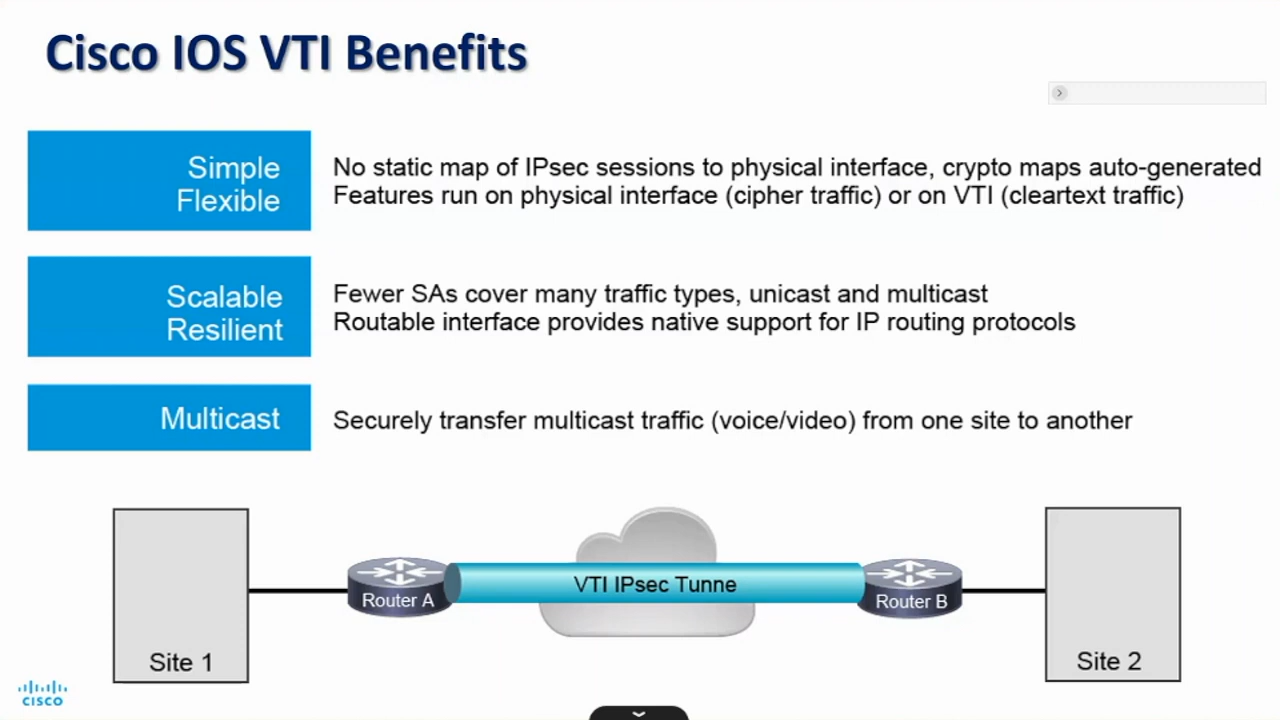 Cisco IOS VTI Benefits
Simple
Flexible
No static map of IPsec sessions to physical interface, crypto maps auto-generated
Features run on physical interface (cipher traffic) or on VTI (cleartext traffic)
Scalable
Resilient
Fewer SAs cover many traffic types, unicast and multicast
Routable interface provides native support for IP routing protocols
Multicast
Securely transfer multicast traffic (voice/video) from one site to another
Site 1
Router A
VTI IPsec Tunne
Router B
Site 2
CISCO